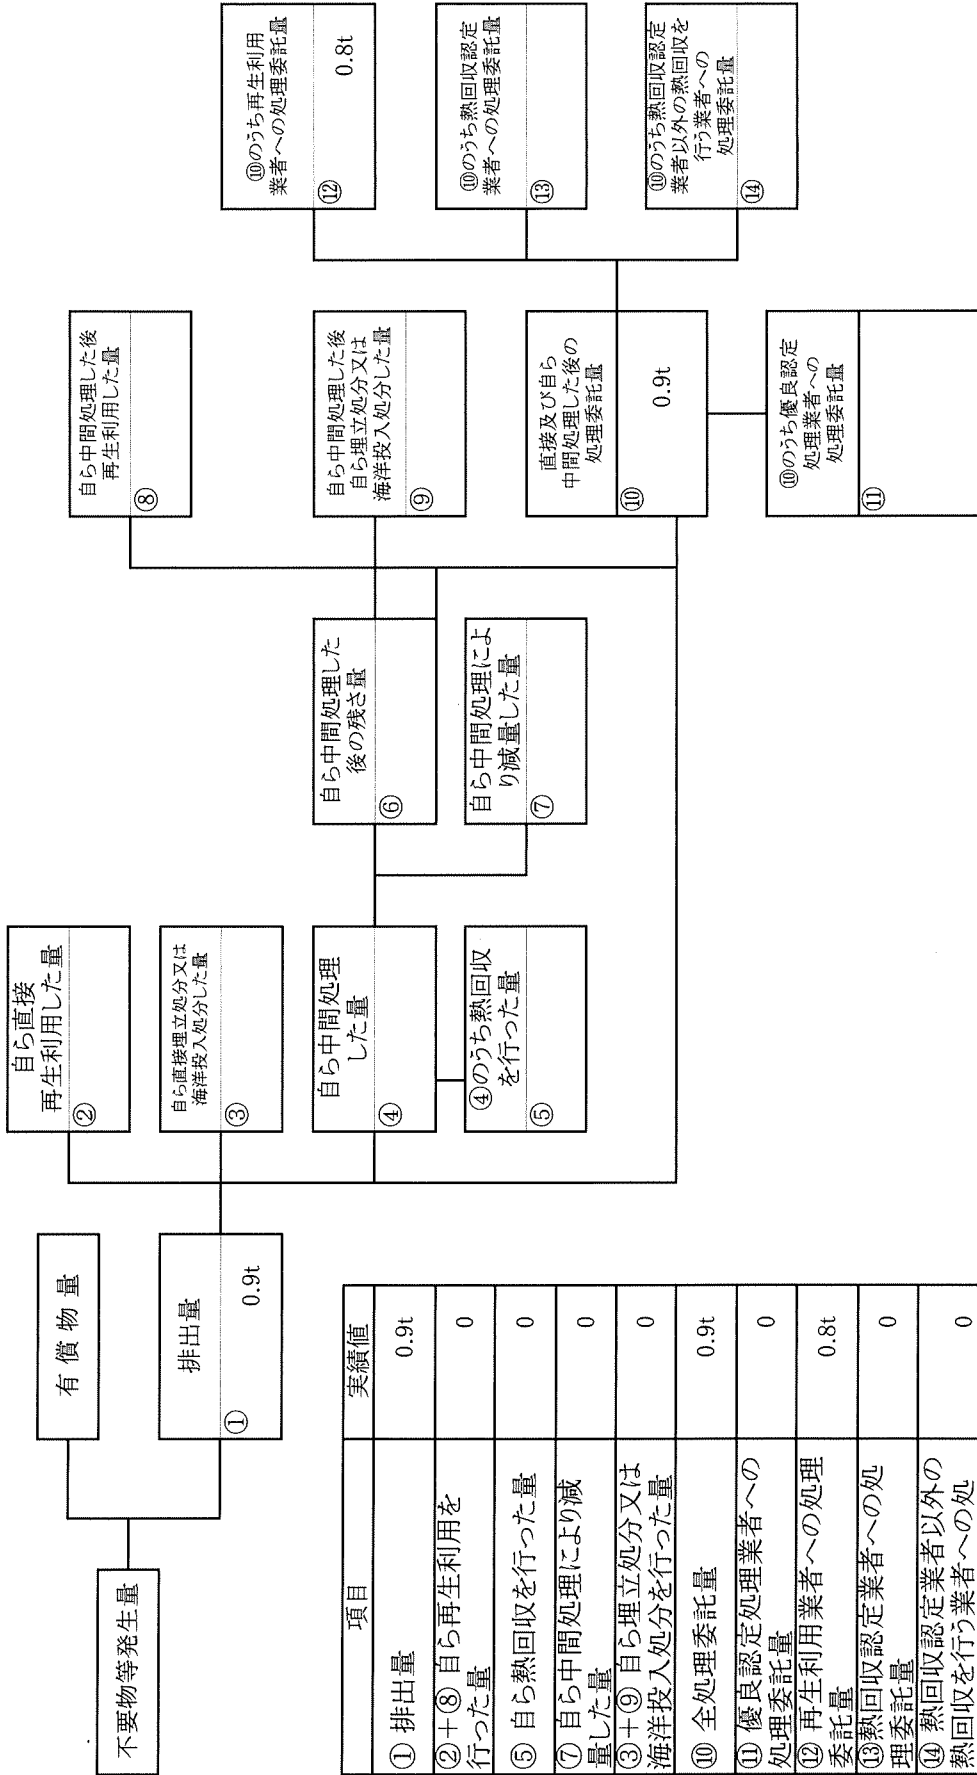 不要物等発生量
有償物量
排出量
①
0.9t
自ら直接
再生利用した量
②
自ら直接埋立処分又は
海洋投入処分した量
③
自ら中間処理
した量
④
④のうち熱回収
を行った量
⑤
自ら中間処理した
後の残さ量
⑥
自ら中間処理によ
り減量した量
⑦
自ら中間処理した後
再生利用した量
⑧
自ら中間処理した後
自ら埋立処分又は
海洋投入処分した量
⑨
直接及び自ら
中間処理した後の
処理委託量
⑩
0.9t
⑩のうち優良認定
処理業者への
処理委託量
⑪
⑩のうち再生利用
業者への処理委託量
⑫
0.8t
⑩のうち熱回収認定
業者への処理委託量
⑬
⑩のうち熱回収認定
業者以外の熱回収を
行う業者への
処理委託量
⑭
項目 実績値
① 排出量 0.9t
②+⑧ 自ら再生利用を
行った量 0
⑤ 自ら熱回収を行った量 0
⑦ 自ら中間処理により減
量した量 0
③+⑨ 自ら埋立処分又は
海洋投入処分を行った量 0
⑩ 全処理委託量 0.9t
⑪ 優良認定処理業者への
処理委託量 0
⑫ 再生利用業者への処理
委託量 0.8t
⑬熱回収認定業者への処
理委託量 0
⑭ 熱回収認定業者以外の
熱回収を行う業者への処 0